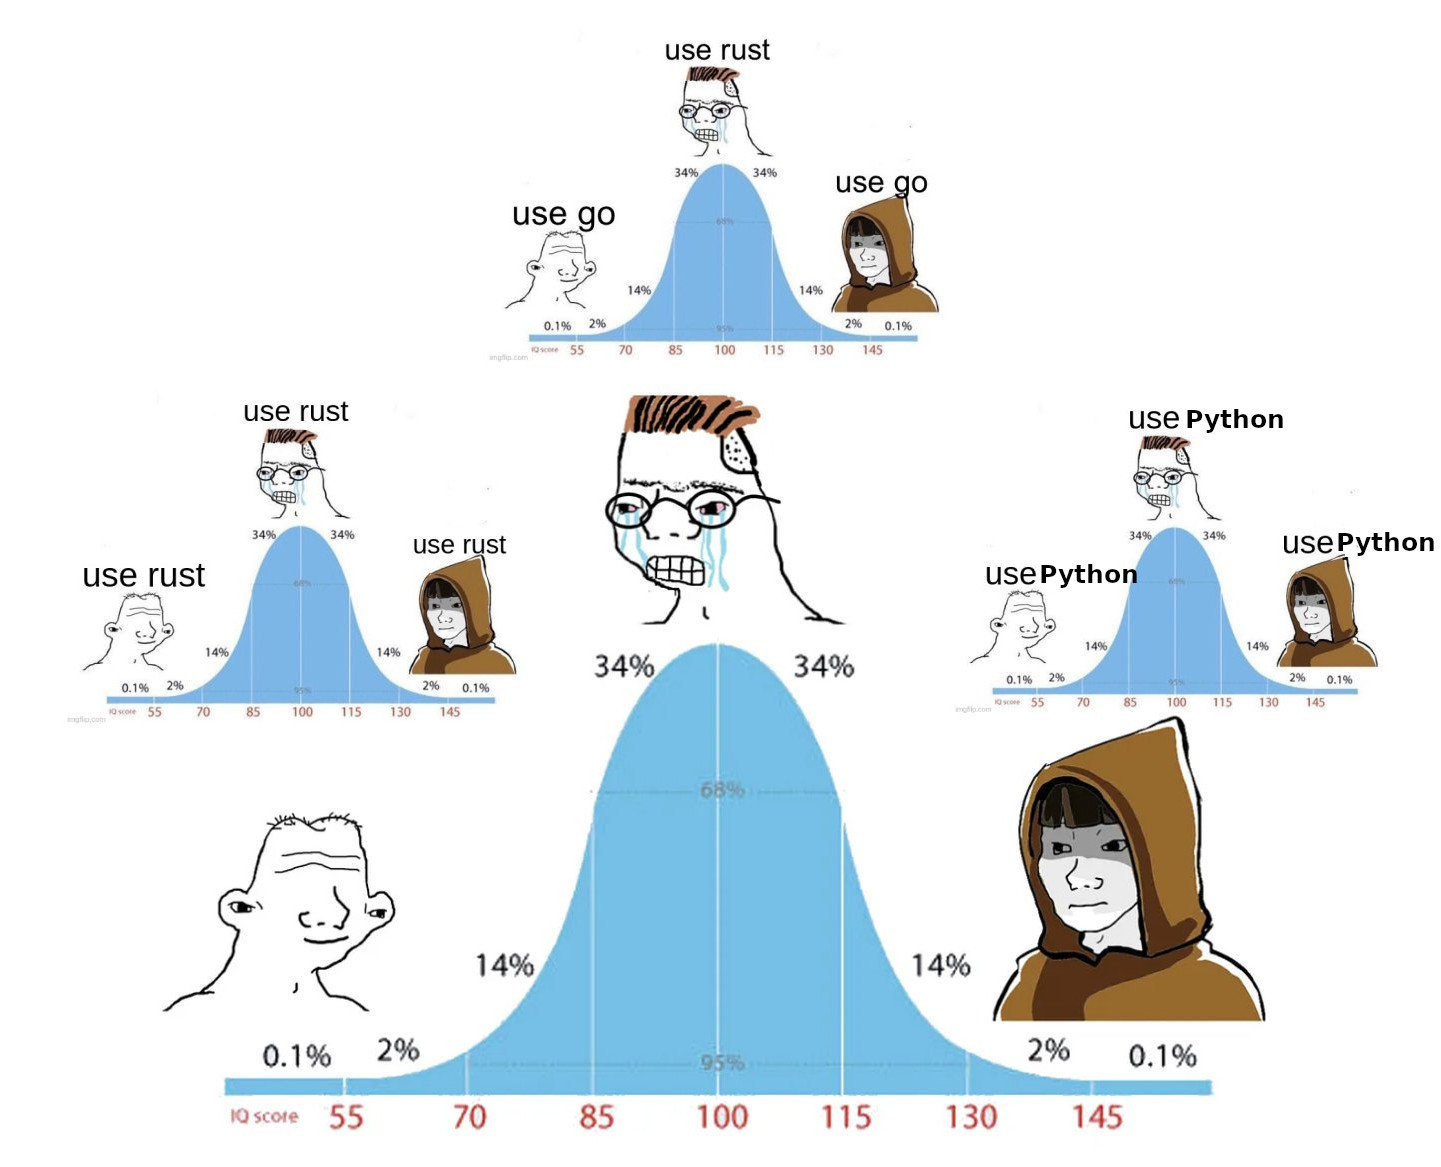 use rust
34% 34%
use go
use go
68%
14% 14%
0.1% 2% 95% 2% 0.1%
IQ score 55 70 85 100 115 130 145
imgflip.com
use rust
34% 34%
use rust
use rust
68%
14% 14%
0.1% 2% 95% 2% 0.1%
IQ score 55 70 85 100 115 130 145
imgflip.com
use Python
34% 34%
use Python
use Python
68%
14% 14%
0.1% 2% 95% 2% 0.1%
IQ score 55 70 85 100 115 130 145
imgflip.com
34% 34%
68%
14% 14%
0.1% 2% 95% 2% 0.1%
IQ score 55 70 85 100 115 130 145